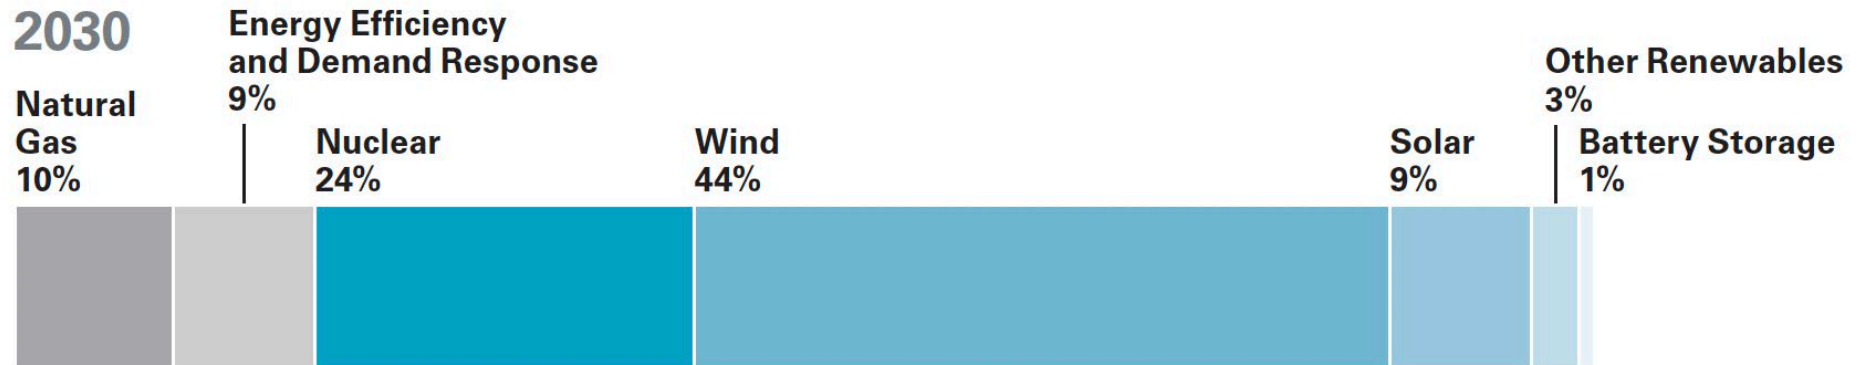 2030
Natural
Gas
10%
Energy Efficiency
and Demand Response
9%
Nuclear
24%
Wind
44%
Solar
9%
Other Renewables
3%
Battery Storage
1%